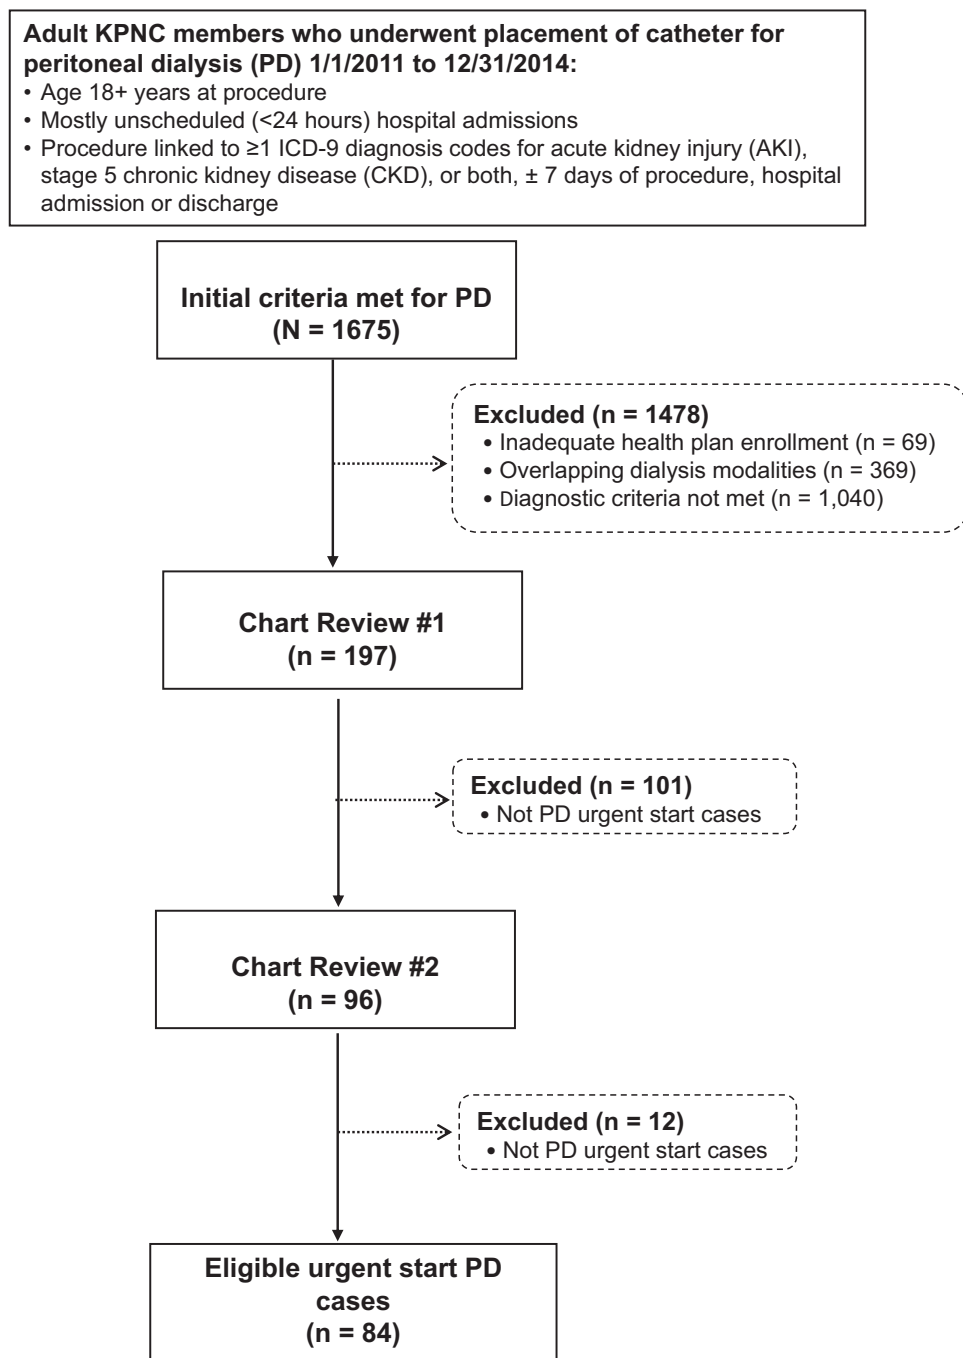 Adult KPNC members who underwent placement of catheter for
peritoneal dialysis (PD) 1/1/2011 to 12/31/2014:
• Age 18+ years at procedure
• Mostly unscheduled (<24 hours) hospital admissions
• Procedure linked to ≥1 ICD-9 diagnosis codes for acute kidney injury (AKI),
stage 5 chronic kidney disease (CKD), or both, ± 7 days of procedure, hospital
admission or discharge
Initial criteria met for PD
(N = 1675)
Excluded (n = 1478)
• Inadequate health plan enrollment (n = 69)
• Overlapping dialysis modalities (n = 369)
• Diagnostic criteria not met (n = 1,040)
Chart Review #1
(n = 197)
Excluded (n = 101)
• Not PD urgent start cases
Chart Review #2
(n = 96)
Excluded (n = 12)
• Not PD urgent start cases
Eligible urgent start PD
cases
(n = 84)